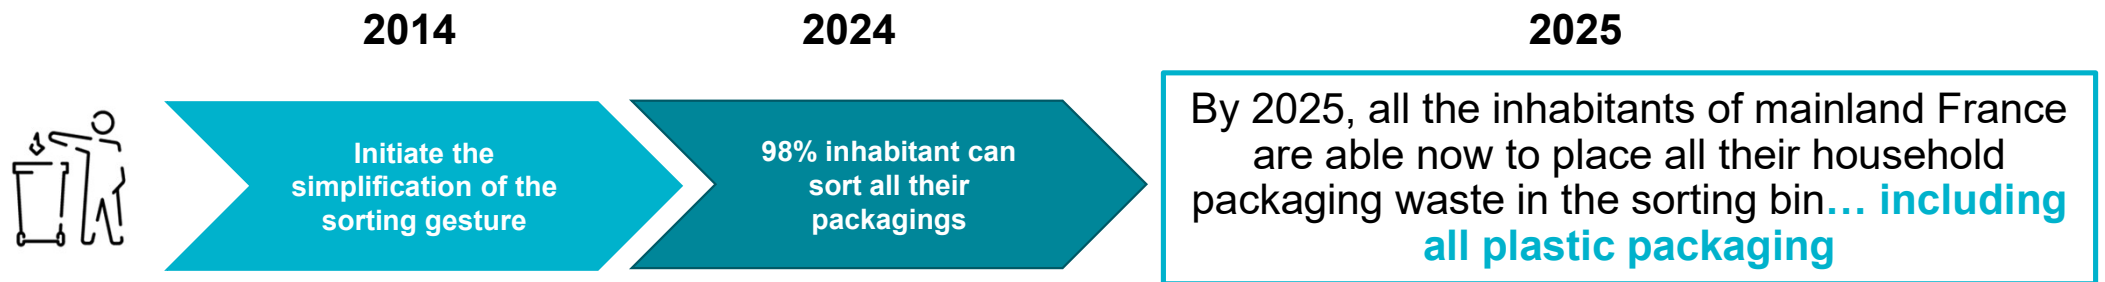 2014
2024
2025
Initiate the
simplification of the
sorting gesture
98% inhabitant can
sort all their
packagings
By 2025, all the inhabitants of mainland France
are able now to place all their household
packaging waste in the sorting bin... including
all plastic packaging